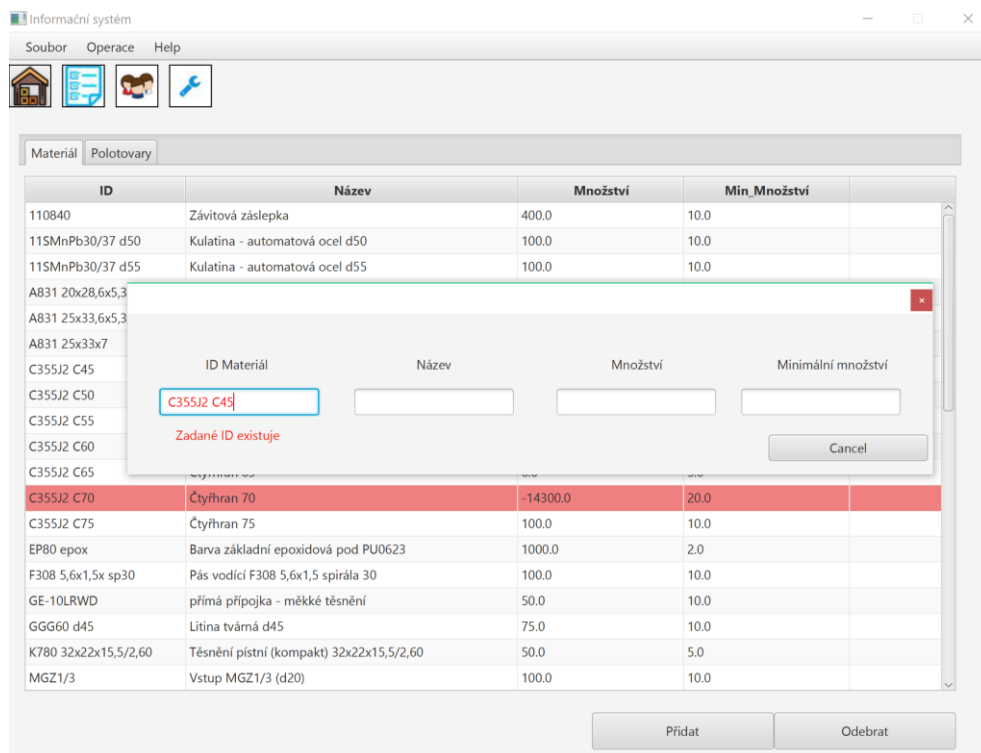 Informační systém
Soubor Operace Help
Materiál Polotovary
ID Název Množství Min_Množství
110840 Závitová záslepka 400.0 10.0
11SMnPb30/37 d50 Kulatina - automatová ocel d50 100.0 10.0
11SMnPb30/37 d55 Kulatina - automatová ocel d55 100.0 10.0
A831 20x28,6x5,3
A831 25x33,6x5,3
A831 25x33x7
C355J2 C45
C355J2 C50
C355J2 C55
C355J2 C60
C355J2 C65
ID Materiál Název Množství Minimální množství
C355J2 C45
Zadané ID existuje
Cancel
C355J2 C70 Čtyřhran 70 -14300.0 20.0
C355J2 C75 Čtyřhran 75 100.0 10.0
EP80 epox Barva základní epoxidová pod PU0623 1000.0 2.0
F308 5,6x1,5x sp30 Pás vodící F308 5,6x1,5 spirála 30 100.0 10.0
GE-10LRWD přímá přípojka - měkké těsnění 50.0 10.0
GGG60 d45 Litina tvárná d45 75.0 10.0
K780 32x22x15,5/2,60 Těsnění pístní (kompakt) 32x22x15,5/2,60 50.0 5.0
MGZ1/3 Vstup MGZ1/3 (d20) 100.0 10.0
Přidat Odebrat